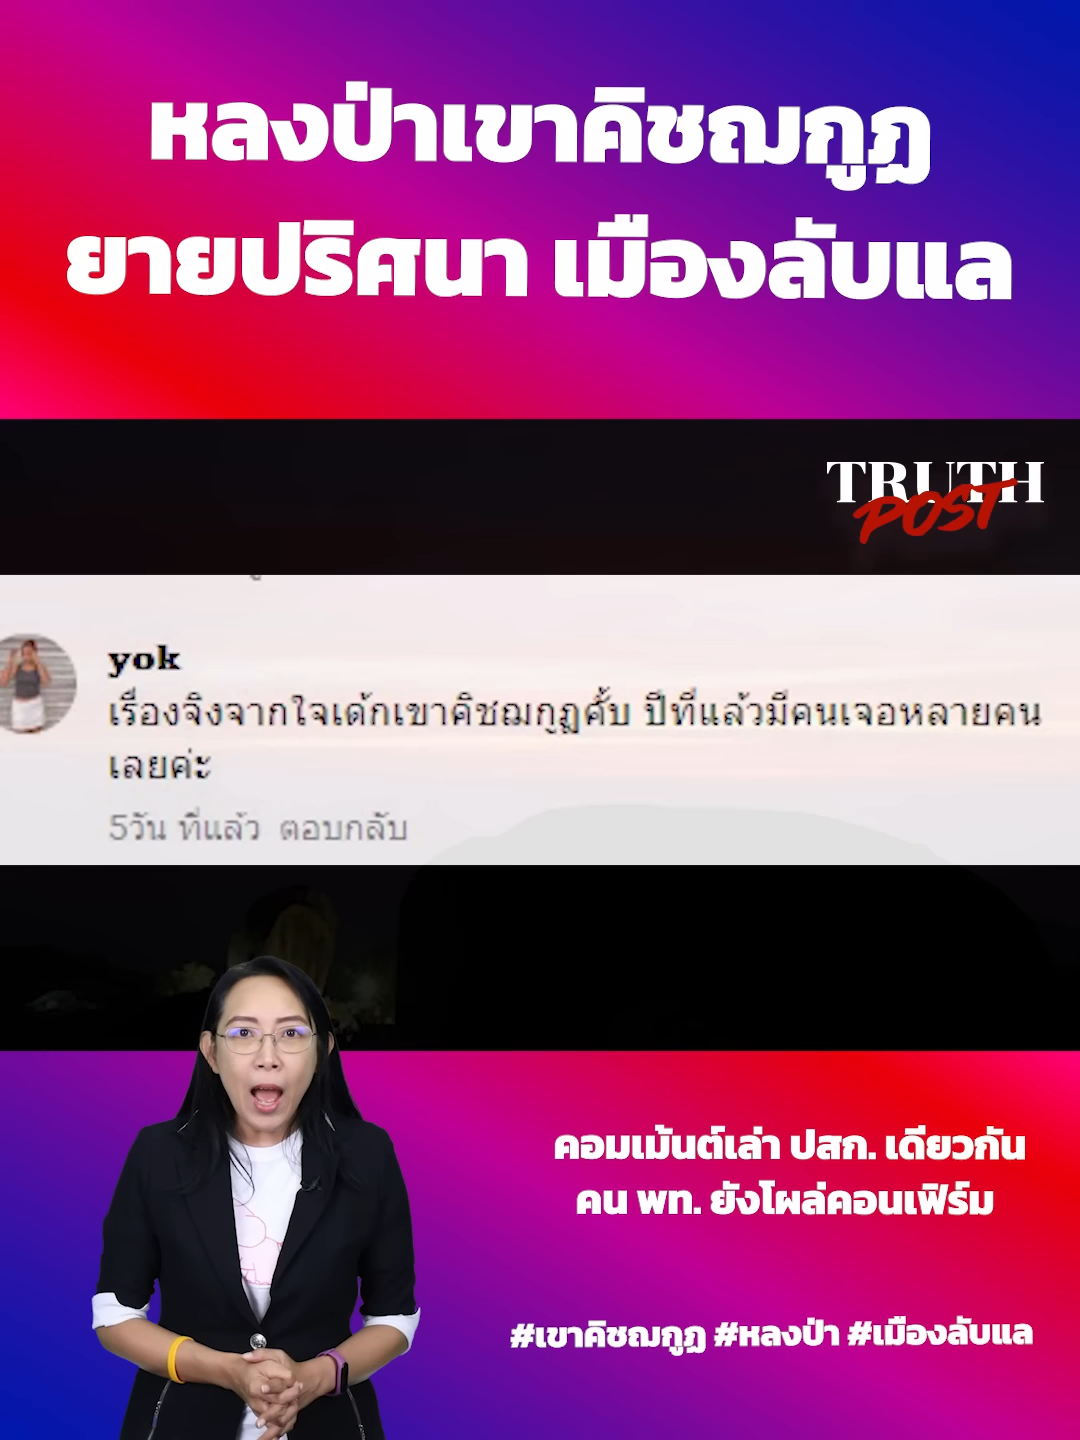 หลงป่าเขาคิชฌกูฏ
ยายปริศนา เมืองลับแล
TRUTH
POST
yok
เรื่องจิงจากใจเด้กเขาคิชฌกูฏคั้บ ปีที่แล้วมีคนเจอหลายคน
เลยค่ะ
5วัน ที่แล้ว ตอบกลับ
คอมเม้นต์เล่า ปสก. เดียวกัน
คน พท. ยังโผล่คอนเฟิร์ม
#เขาคิชฌกูฏ #หลงป่า #เมืองลับแล